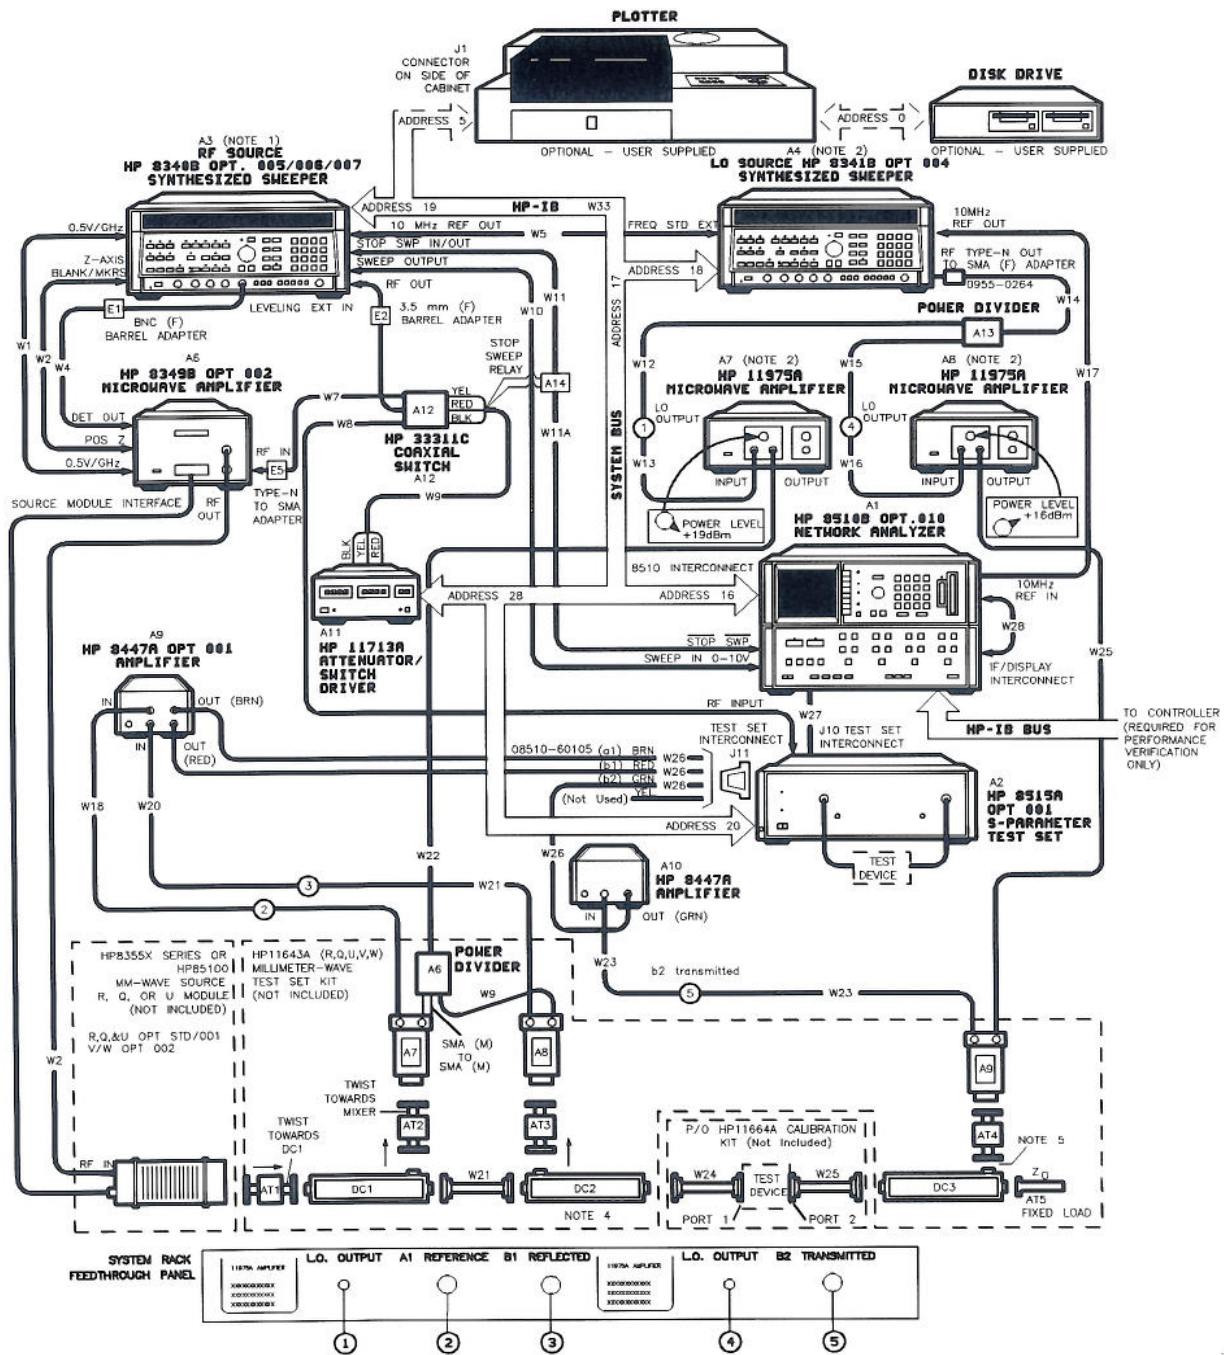 PLOTTER
J1
CONNECTOR
ON SIDE OF
CABINET
ADDRESS 5
ADDRESS 0
DISK DRIVE
OPTIONAL – USER SUPPLIED
OPTIONAL – USER SUPPLIED
A3 (NOTE 1)
RF SOURCE
HP 8340B OPT. 005/006/007
SYNTHESIZED SWEEPER
A4 (NOTE 2)
LO SOURCE HP 8341B OPT 004
SYNTHESIZED SWEEPER
ADDRESS 19
HP-IB
W33
0.5V/GHz
Z-AXIS
BLANK/MKRS
10 MHz REF OUT
W5
FREQ STD EXT
STOP SWP IN/OUT
SWEEP OUTPUT
RF OUT
10MHz
REF OUT
RF TYPE-N OUT
TO SMA (F) ADAPTER
0955-0264
ADDRESS 18
ADDRESS 17
SYSTEM BUS
E1
BNC (F)
BARREL ADAPTER
LEVELING EXT IN
E2
3.5 mm (F)
BARREL ADAPTER
W10
W11
W14
POWER DIVIDER
A13
W1
W2
W4
A6
HP 8349B OPT 002
MICROWAVE AMPLIFIER
STOP
SWEEP
RELAY
A14
W12
W15
W17
A7 (NOTE 2)
HP 11975A
MICROWAVE AMPLIFIER
A8 (NOTE 2)
HP 11975A
MICROWAVE AMPLIFIER
DET OUT
POS Z
0.5V/GHz
W7
W8
A12
YEL
RED
BLK
HP 33311C
COAXIAL
SWITCH
A12
W11A
LO
OUTPUT
1
W13
LO
OUTPUT
4
W16
INPUT
OUTPUT
INPUT
OUTPUT
RF IN
E5
TYPE-N
TO SMA
ADAPTER
SOURCE MODULE INTERFACE
RF
OUT
W9
POWER LEVEL
+19dBm
POWER LEVEL
+16dBm
A1
HP 8510B OPT.010
NETWORK ANALYZER
BLK
YEL
RED
8510 INTERCONNECT
ADDRESS 28
ADDRESS 16
10MHz
REF IN
W28
A11
HP 11713A
ATTENUATOR/
SWITCH
DRIVER
STOP SWP
SWEEP IN 0-10V
IF/DISPLAY
INTERCONNECT
W25
A9
HP 8447A OPT 001
AMPLIFIER
IN
OUT (BRN)
IN
OUT
(RED)
RF INPUT
W27
J10 TEST SET
INTERCONNECT
HP-IB BUS
TO CONTROLLER
(REQUIRED FOR
PERFORMANCE
VERIFICATION
ONLY)
TEST SET
INTERCONNECT
J11
08510-60105 (a1) BRN W26
(b1) RED W26
(b2) GRN W26
(Not Used) YEL
A2
HP 8515A
OPT 001
S-PARAMETER
TEST SET
ADDRESS 20
TEST
DEVICE
W18
W20
W22
W26
A10
HP 8447A
AMPLIFIER
IN
OUT (GRN)
3
W21
2
W23
b2 transmitted
5
W23
HP8355X SERIES OR
HP85100
MM-WAVE SOURCE
R, Q, OR U MODULE
(NOT INCLUDED)
R,Q,&U OPT STD/001
V/W OPT 002
HP11643A (R,Q,U,V,W)
MILLIMETER-WAVE
TEST SET KIT
(NOT INCLUDED)
A6
POWER
DIVIDER
W9
A7
A8
SMA (M)
TO
SMA (M)
W2
TWIST
TOWARDS
MIXER
AT2
AT3
TWIST
TOWARDS
DC1
A9
AT4
NOTE 5
P/O HP11664A CALIBRATION
KIT (Not Included)
RF IN
AT1
DC1
W21
DC2
NOTE 4
W24
TEST
DEVICE
W25
PORT 1
PORT 2
DC3
ZO
AT5
FIXED LOAD
SYSTEM RACK
FEEDTHROUGH PANEL
11975A AMPLIFIER
XXXXXXXXXX
XXXXXXXXXX
XXXXXXXXXX
L.O. OUTPUT
A1 REFERENCE
B1 REFLECTED
11975A AMPLIFIER
XXXXXXXXXX
XXXXXXXXXX
XXXXXXXXXX
L.O. OUTPUT
B2 TRANSMITTED
1
2
3
4
5